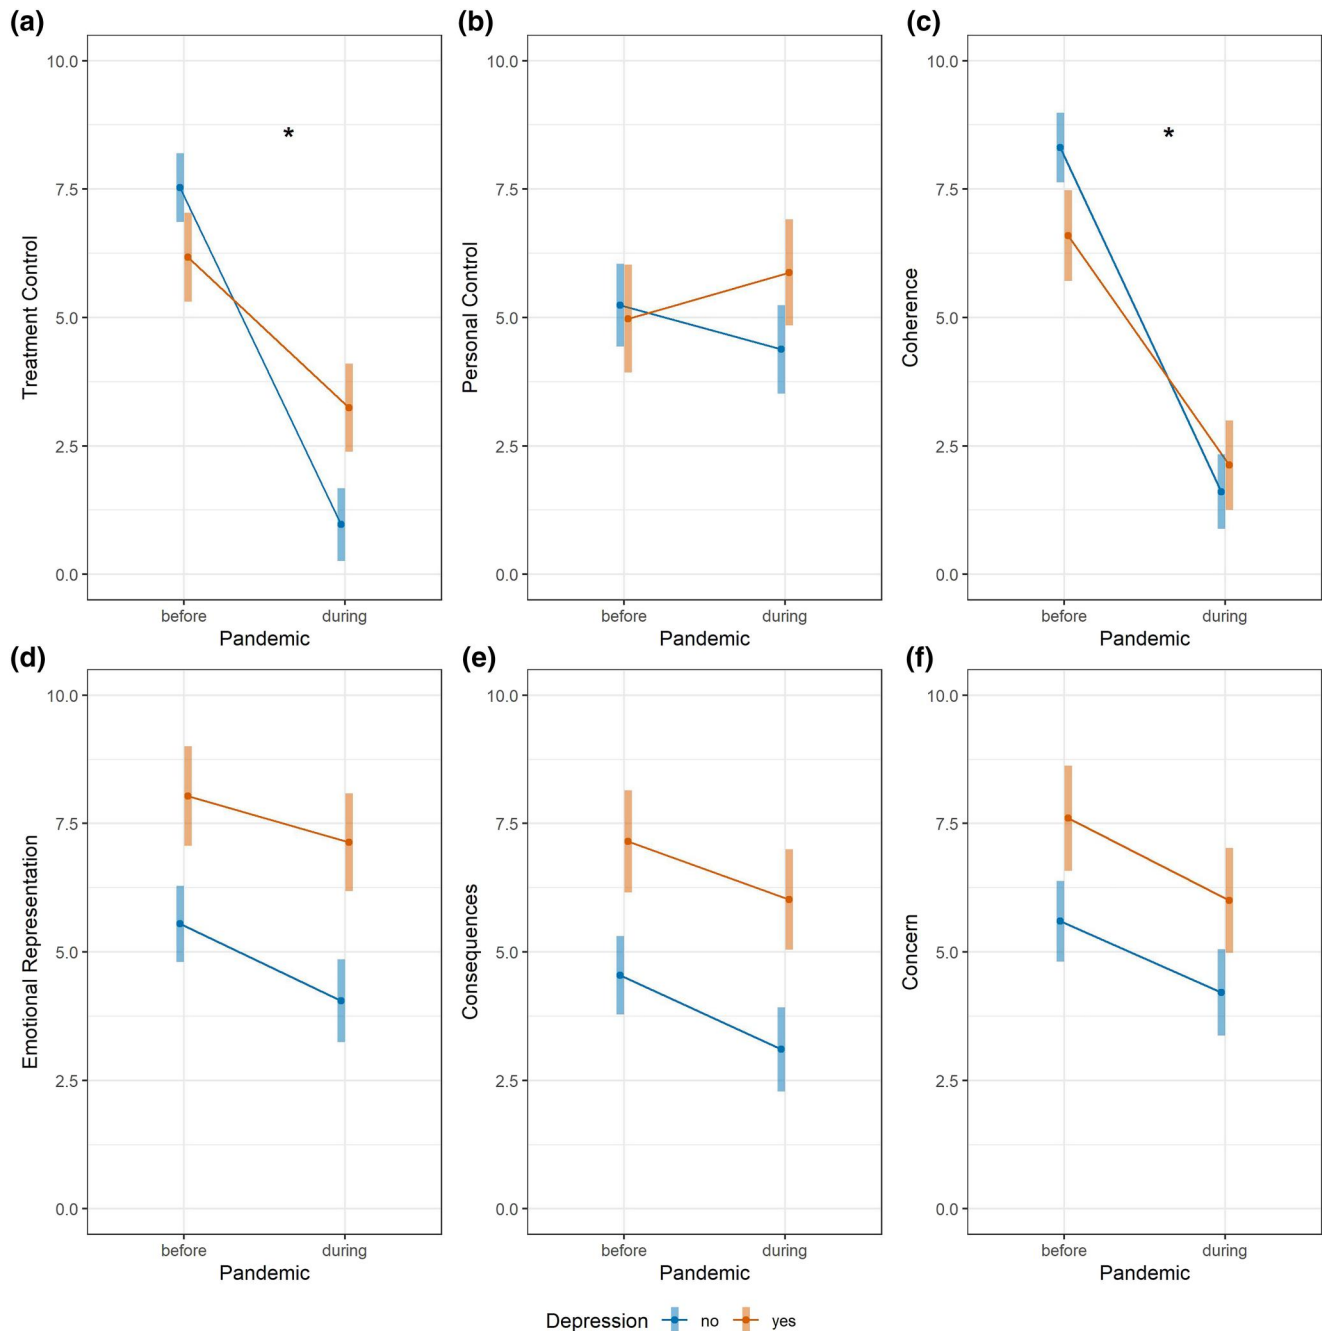 (a)
(b)
(c)
10.0
7.5
5.0
2.5
0.0
Treatment Control
*
before
during
Pandemic
10.0
7.5
5.0
2.5
0.0
Personal Control
before
during
Pandemic
10.0
7.5
5.0
2.5
0.0
Coherence
*
before
during
Pandemic
(d)
(e)
(f)
10.0
7.5
5.0
2.5
0.0
Emotional Representation
before
during
Pandemic
10.0
7.5
5.0
2.5
0.0
Consequences
before
during
Pandemic
10.0
7.5
5.0
2.5
0.0
Concern
before
during
Pandemic
Depression no yes